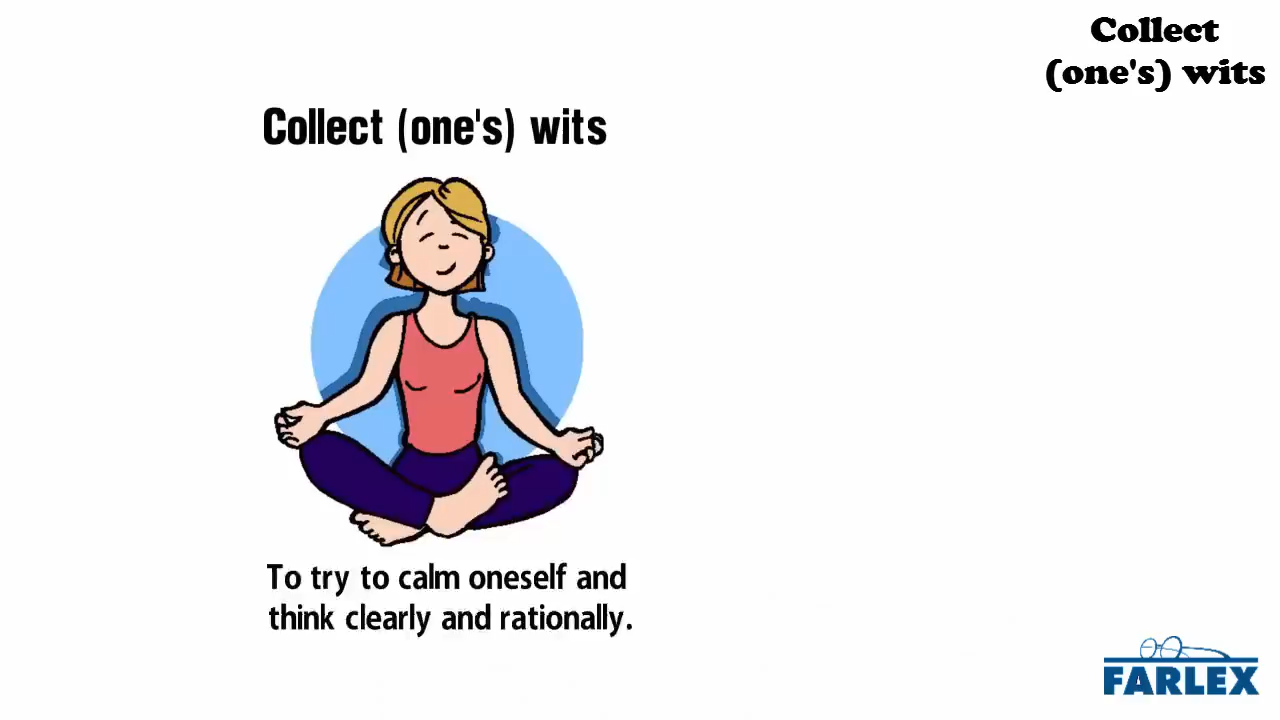 Collect
(one's) wits
Collect (one's) wits
To try to calm oneself and
think clearly and rationally.
FARLEX